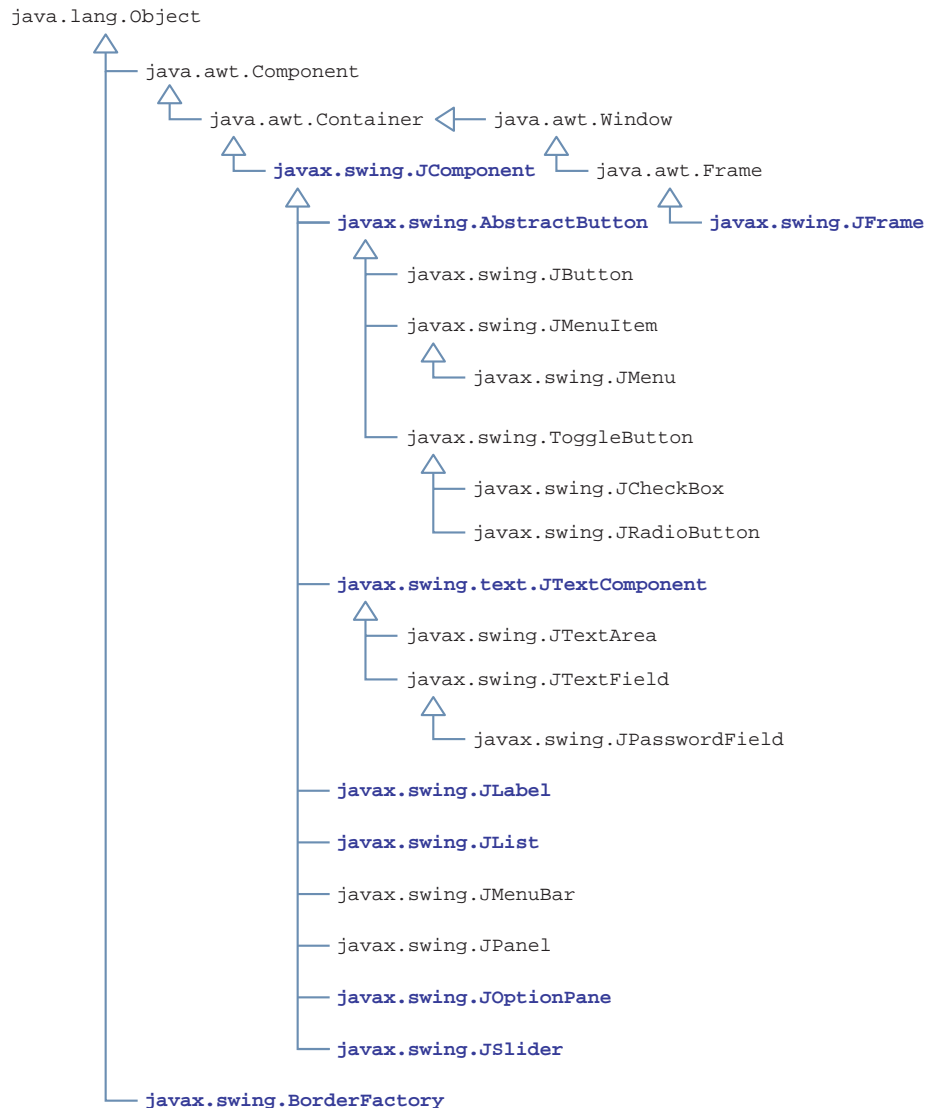 java.lang.Object
java.awt.Component
java.awt.Container java.awt.Window
javax.swing.JComponent java.awt.Frame
javax.swing.AbstractButton javax.swing.JFrame
javax.swing.JButton
javax.swing.JMenuItem
javax.swing.JMenu
javax.swing.ToggleButton
javax.swing.JCheckBox
javax.swing.JRadioButton
javax.swing.text.JTextComponent
javax.swing.JTextArea
javax.swing.JTextField
javax.swing.JPasswordField
javax.swing.JLabel
javax.swing.JList
javax.swing.JMenuBar
javax.swing.JPanel
javax.swing.JOptionPane
javax.swing.JSlider
javax.swing.BorderFactory